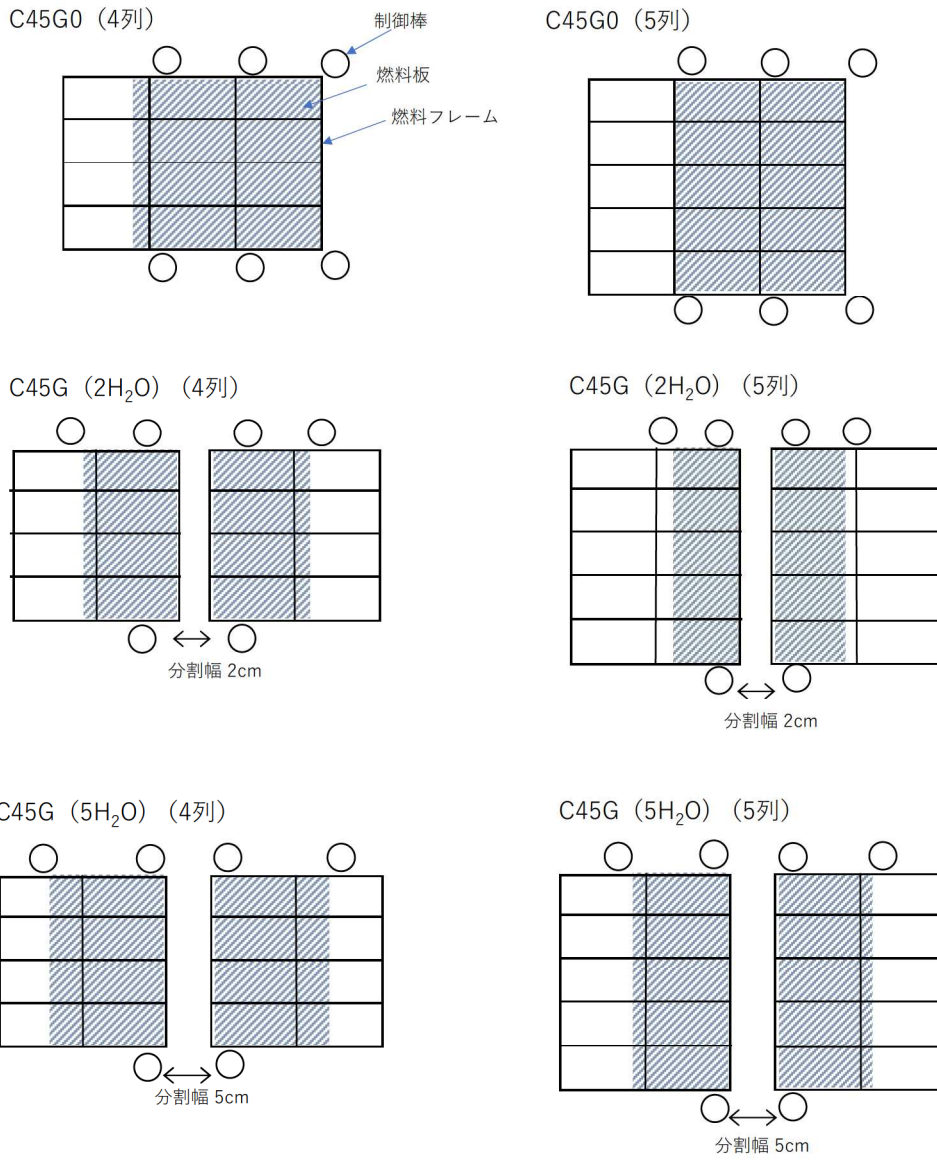 C45G0（4列）
制御棒
燃料板
燃料フレーム
C45G0（5列）
C45G（2H₂O）（4列）
分割幅 2cm
C45G（2H₂O）（5列）
分割幅 2cm
C45G（5H₂O）（4列）
分割幅 5cm
C45G（5H₂O）（5列）
分割幅 5cm